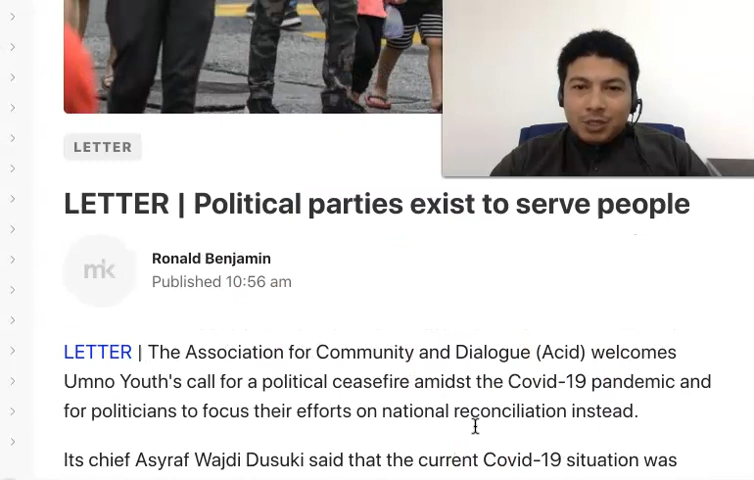 LETTER
LETTER | Political parties exist to serve people
mk
Ronald Benjamin
Published 10:56 am
LETTER | The Association for Community and Dialogue (Acid) welcomes
Umno Youth's call for a political ceasefire amidst the Covid-19 pandemic and
for politicians to focus their efforts on national reconciliation instead.
Its chief Asyraf Wajdi Dusuki said that the current Covid-19 situation was